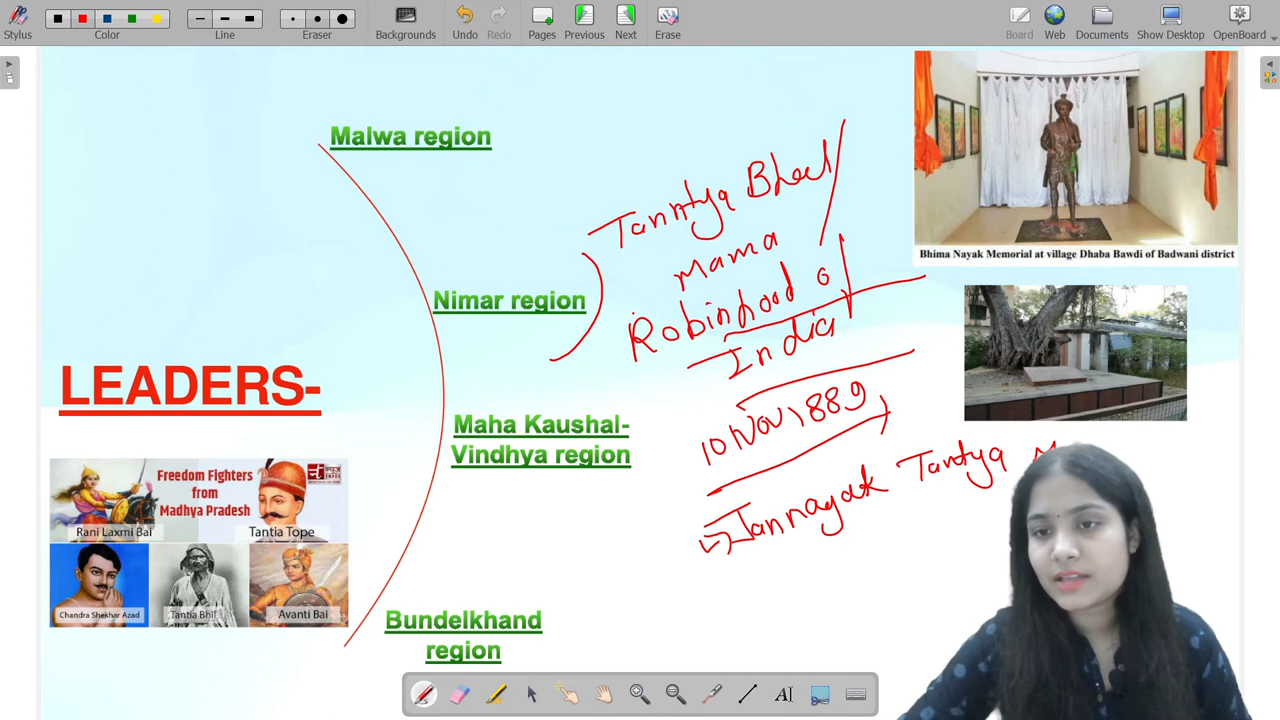 Stylus
Color
Line
Eraser
Backgrounds
Undo
Redo
Pages
Previous
Next
Erase
Board
Web
Documents
Show Desktop
OpenBoard
Malwa region
Nimar region
Maha Kaushal-
Vindhya region
Bundelkhand
region
LEADERS-
Freedom Fighters
from
Madhya Pradesh
Rani Laxmi Bai
Tantia Tope
Chandra Shekhar Azad
Tantia Bhil
Avanti Bai
Tanntya Bheel
Mama
Robinhood of
India
10 Nov 1889
Jannayak Tantya
Bhima Nayak Memorial at village Dhaba Bawdi of Badwani district